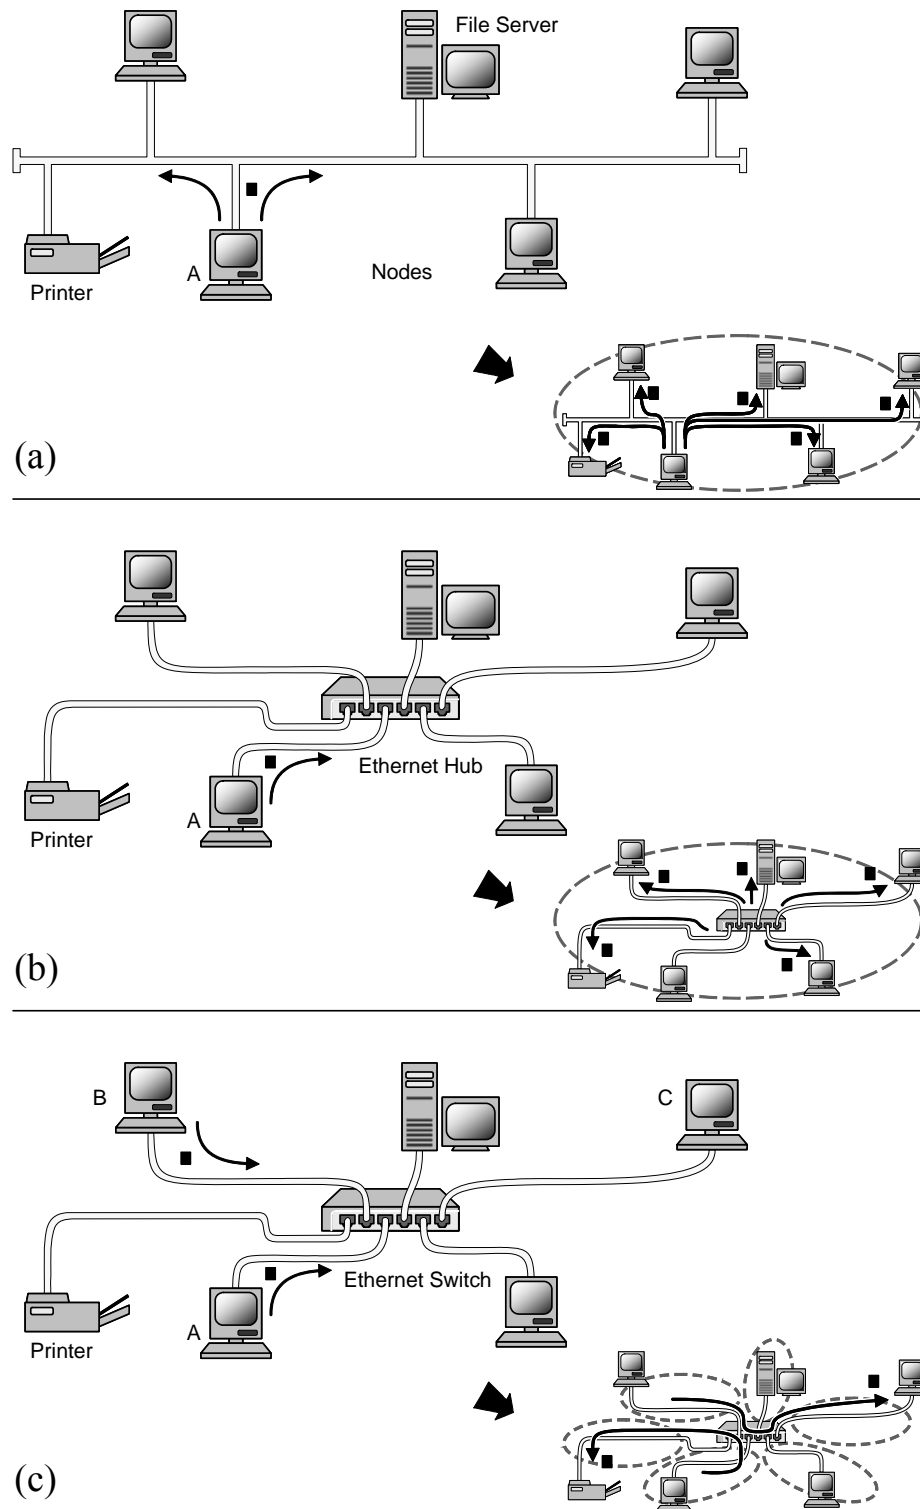 File Server
A
Nodes
Printer
(a)
Ethernet Hub
A
Printer
(b)
B
C
Ethernet Switch
A
Printer
(c)